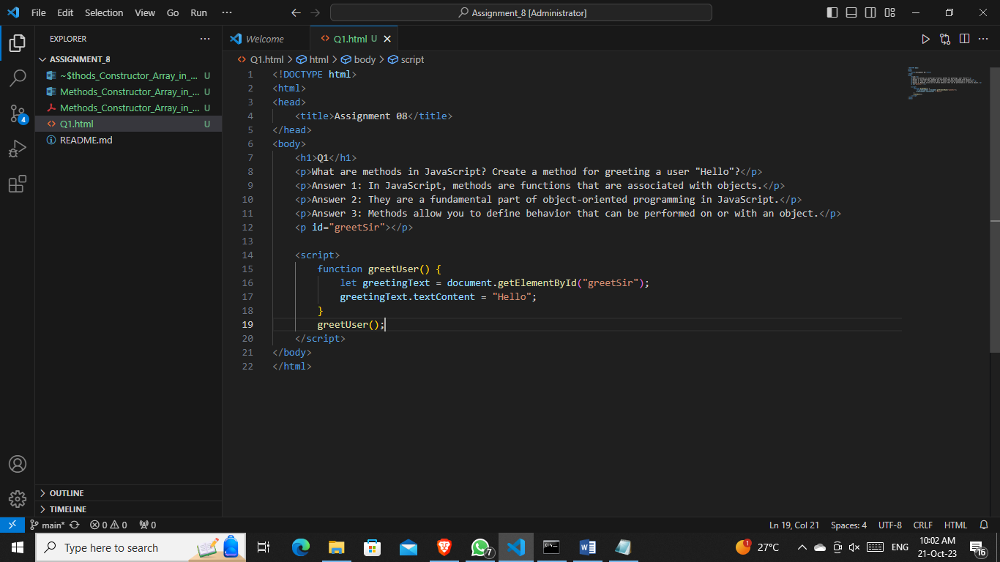 File Edit Selection View Go Run ··· Assignment_8 [Administrator]
EXPLORER ···
ASSIGNMENT_8
~$thods_Constructor_Array_in_... U
Methods_Constructor_Array_in_... U
Methods_Constructor_Array_in_... U
Q1.html U
README.md
OUTLINE
TIMELINE
4
Welcome Q1.html U
Q1.html > html > body > script
1 <!DOCTYPE html>
2 <html>
3 <head>
4 <title>Assignment 08</title>
5 </head>
6 <body>
7 <h1>Q1</h1>
8 <p>What are methods in JavaScript? Create a method for greeting a user "Hello"?</p>
9 <p>Answer 1: In JavaScript, methods are functions that are associated with objects.</p>
10 <p>Answer 2: They are a fundamental part of object-oriented programming in JavaScript.</p>
11 <p>Answer 3: Methods allow you to define behavior that can be performed on or with an object.</p>
12 <p id="greetSir"></p>
13
14 <script>
15 function greetUser() {
16 let greetingText = document.getElementById("greetSir");
17 greetingText.textContent = "Hello";
18 }
19 greetUser();
20 </script>
21 </body>
22 </html>
main* 0 0 0 Ln 19, Col 21 Spaces: 4 UTF-8 CRLF HTML
Type here to search 7 27°C 1 ENG 10:02 AM
21-Oct-23 16